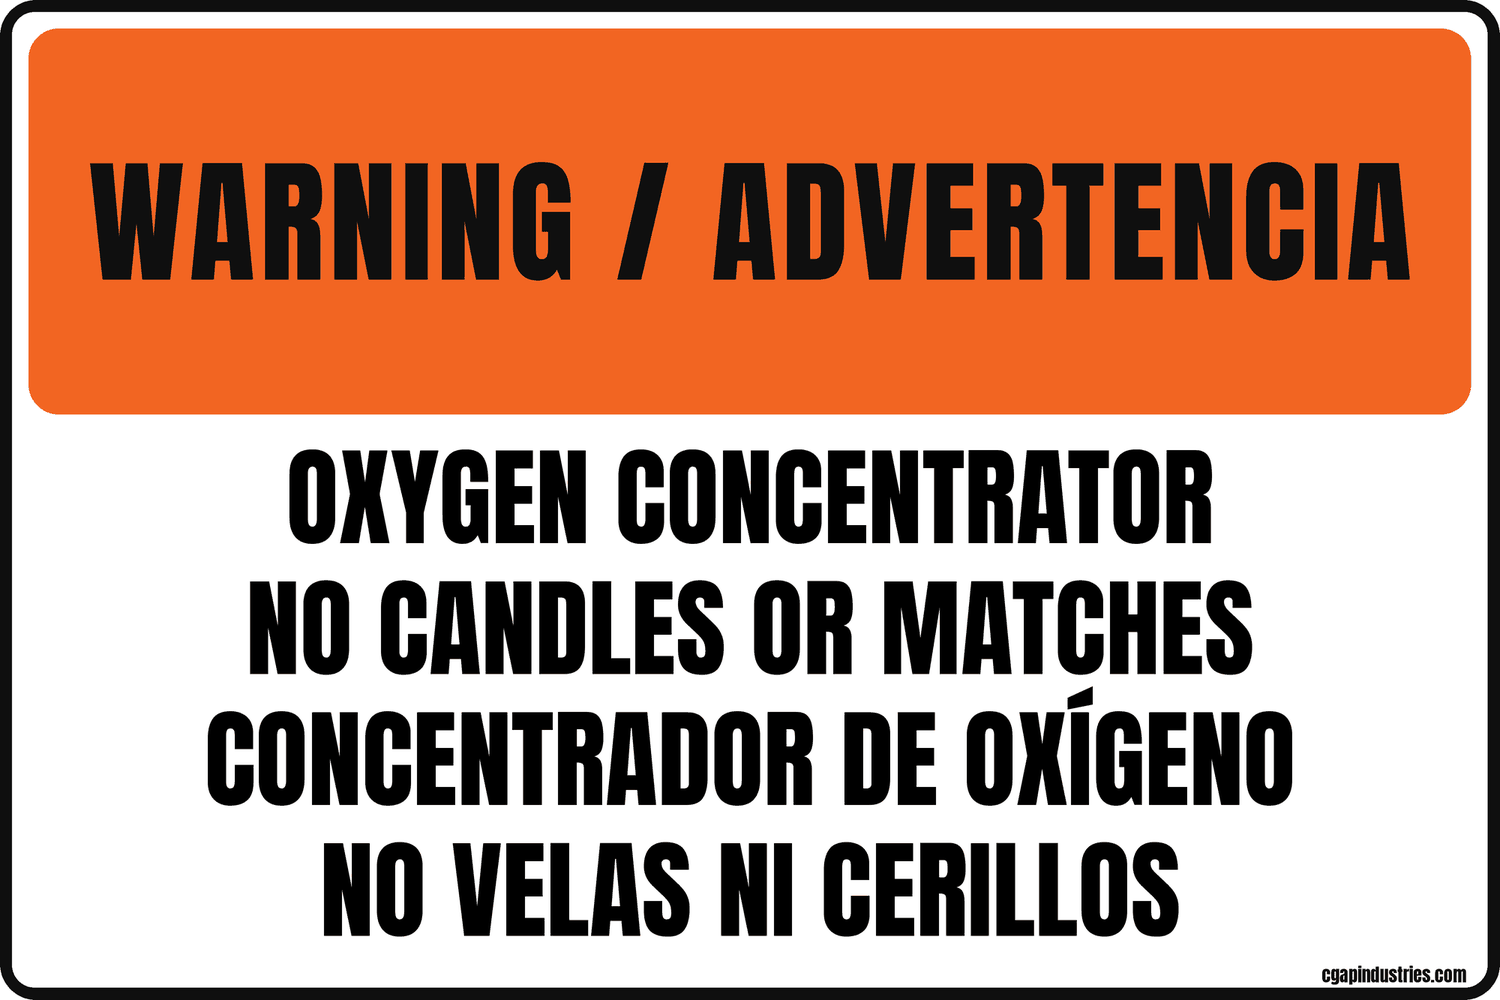 WARNING / ADVERTENCIA
OXYGEN CONCENTRATOR
NO CANDLES OR MATCHES
CONCENTRADOR DE OXÍGENO
NO VELAS NI CERILLOS
cgapindustries.com